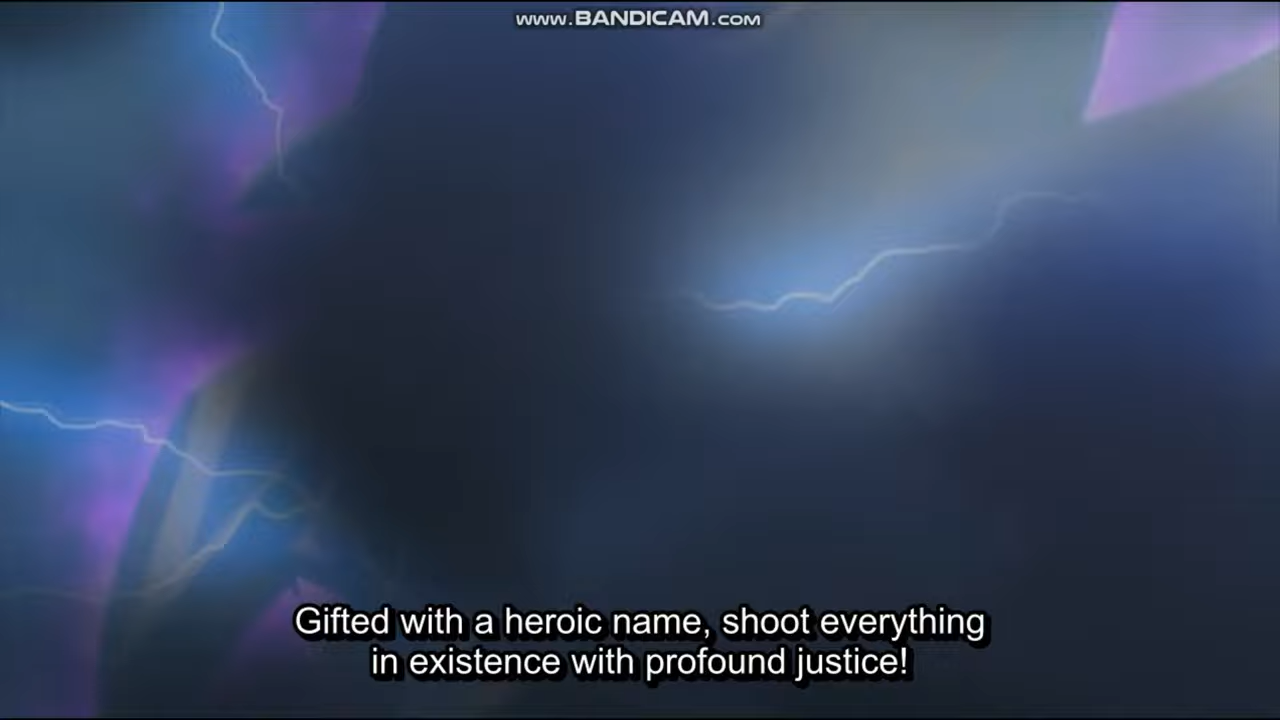 www.BANDICAM.com
Gifted with a heroic name, shoot everything
in existence with profound justice!